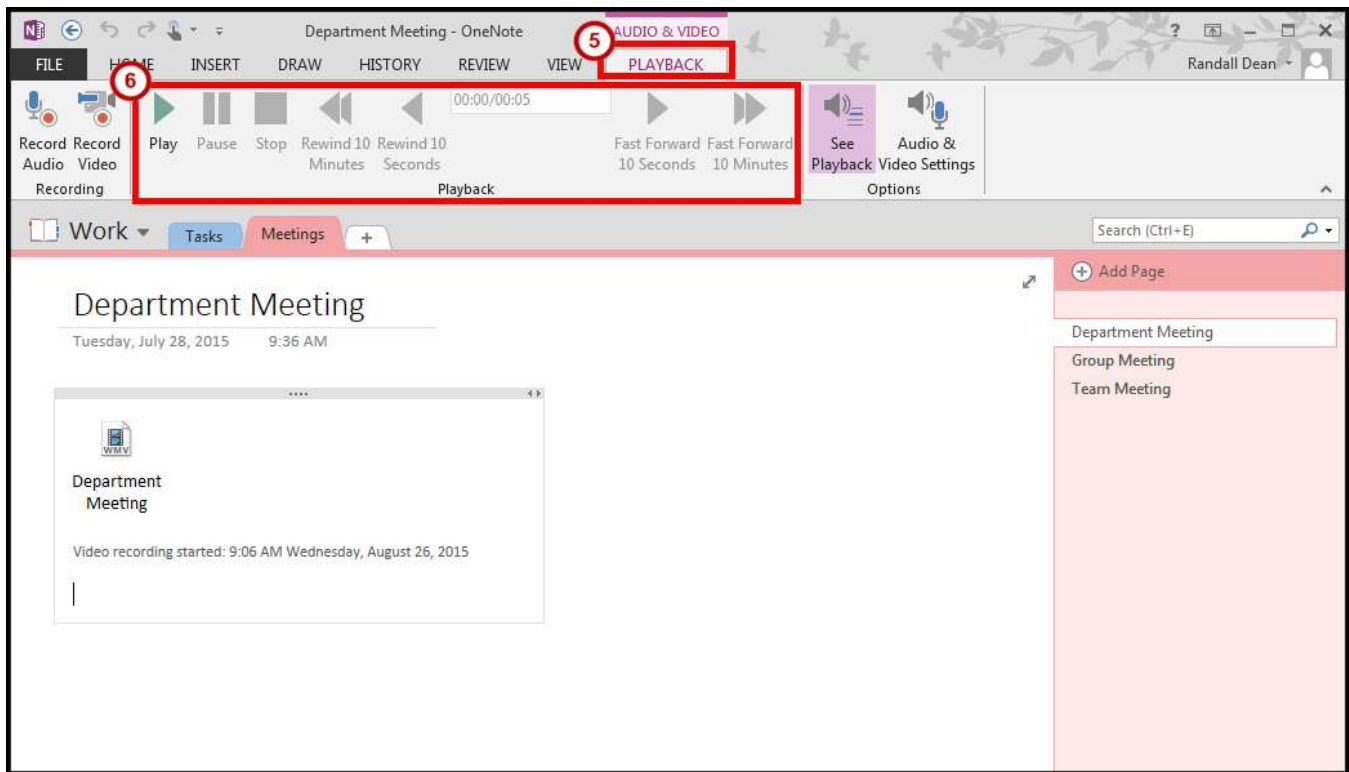 Department Meeting - OneNote
AUDIO & VIDEO
?
5
FILE HOME INSERT DRAW HISTORY REVIEW VIEW PLAYBACK
Randall Dean
6
00:00/00:05
Record Audio
Record Video
Play
Pause
Stop
Rewind 10 Minutes
Rewind 10 Seconds
Fast Forward 10 Seconds
Fast Forward 10 Minutes
See Playback
Audio & Video Settings
Recording
Playback
Options
Work
Tasks
Meetings
+
Search (Ctrl+E)
Add Page
Department Meeting
Tuesday, July 28, 2015 9:36 AM
Department Meeting
Group Meeting
Team Meeting
WMV
Department
Meeting
Video recording started: 9:06 AM Wednesday, August 26, 2015